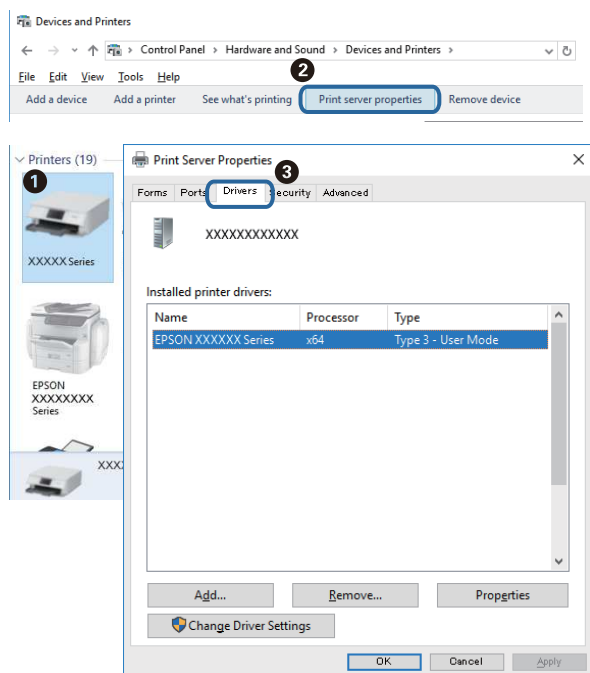 Devices and Printers
Control Panel > Hardware and Sound > Devices and Printers >
2
File Edit View Tools Help
Add a device Add a printer See what's printing Print server properties Remove device
Printers (19)
1
XXXXX Series
EPSON
XXXXXXXX
Series
XXX
Print Server Properties
3
Forms Ports Drivers Security Advanced
XXXXXXXXXXXX
Installed printer drivers:
Name Processor Type
EPSON XXXXXX Series x64 Type 3 - User Mode
Add... Remove... Properties
Change Driver Settings
OK Cancel Apply